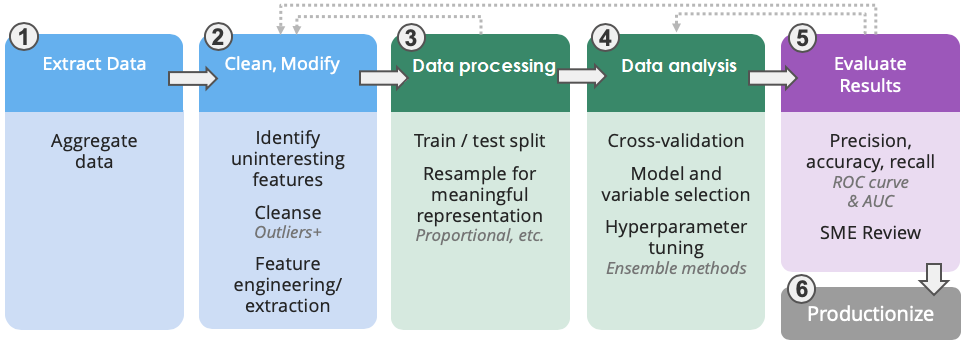 1
Extract Data
Aggregate
data
2
Clean, Modify
Identify
uninteresting
features
Cleanse
Outliers+
Feature
engineering/
extraction
3
Data processing
Train / test split
Resample for
meaningful
representation
Proportional, etc.
4
Data analysis
Cross-validation
Model and
variable selection
Hyperparameter
tuning
Ensemble methods
5
Evaluate
Results
Precision,
accuracy, recall
ROC curve
& AUC
SME Review
6
Productionize